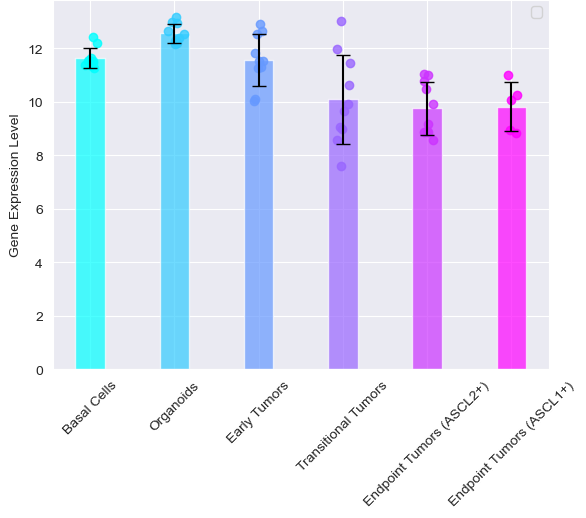 Gene Expression Level
12
10
8
6
4
2
0
Basal Cells
Organoids
Early Tumors
Transitional Tumors
Endpoint Tumors (ASCL2+)
Endpoint Tumors (ASCL1+)